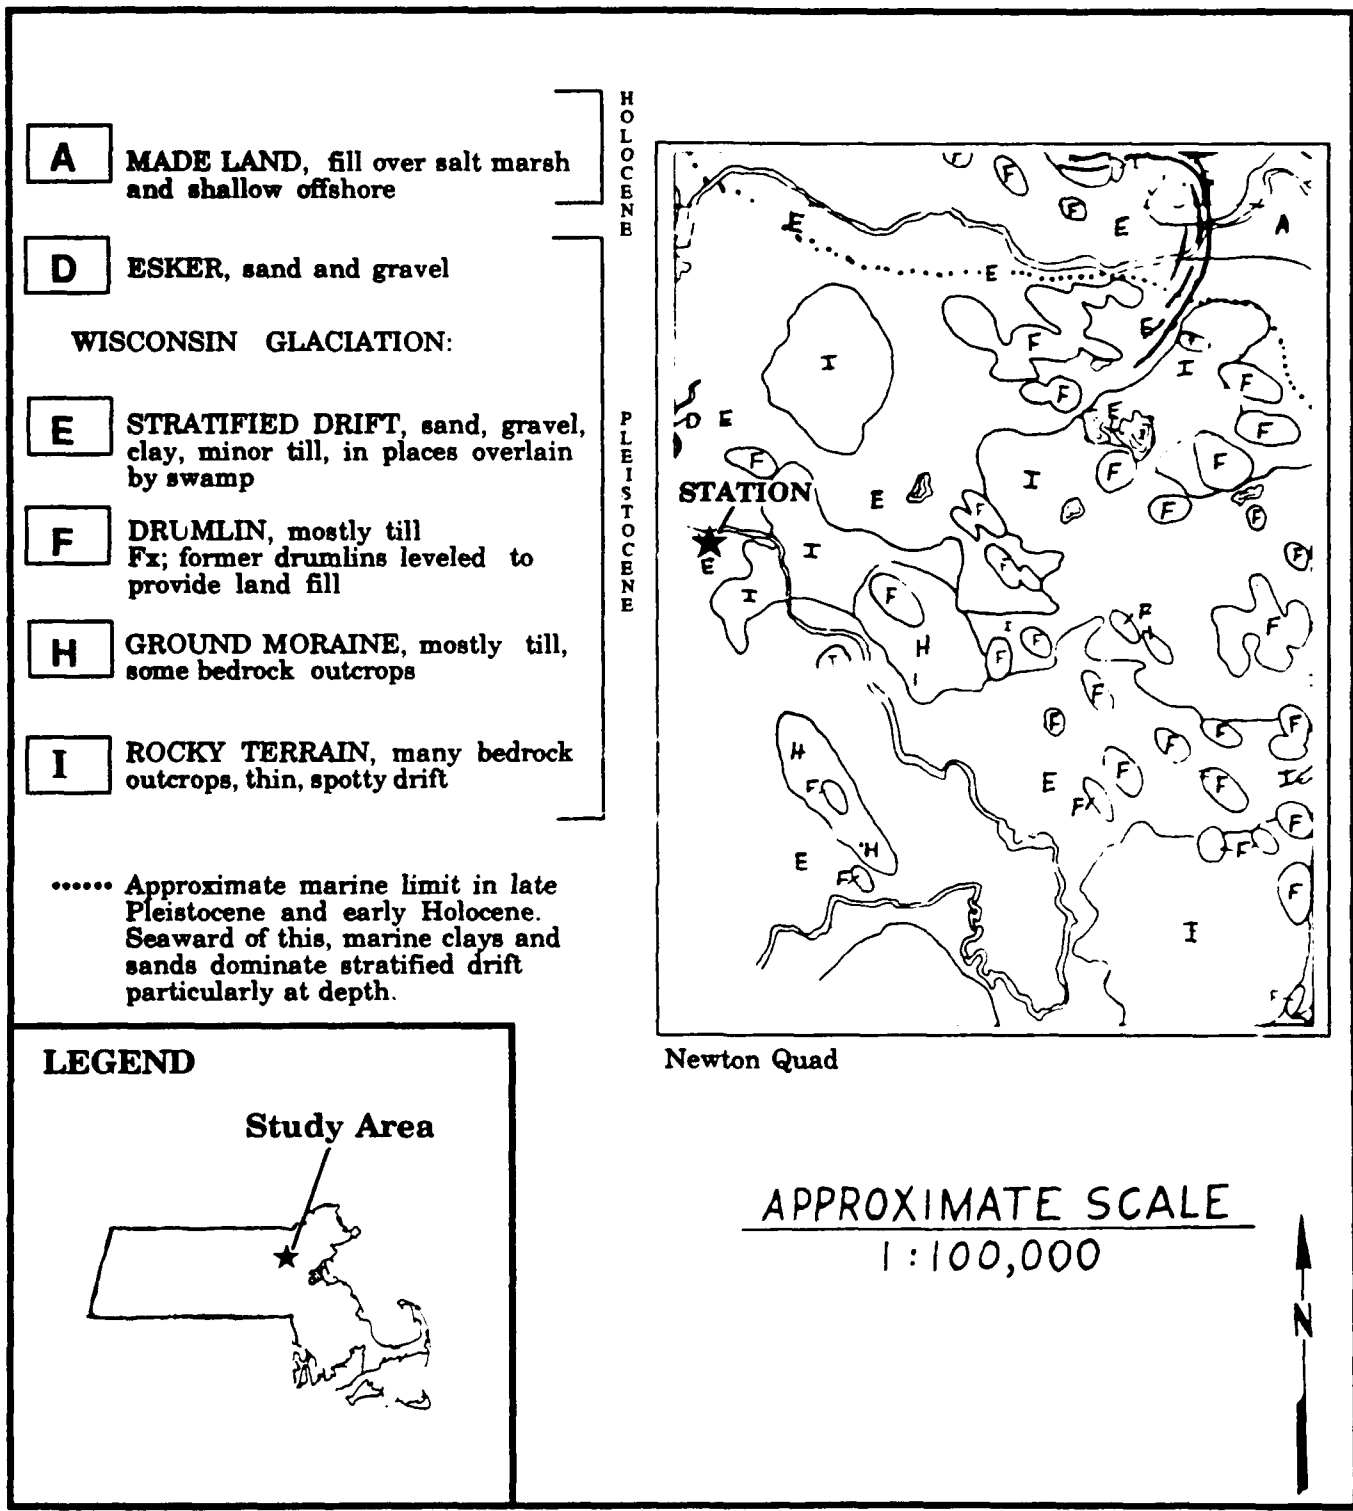 HOLOCENE
A
MADE LAND, fill over salt marsh
and shallow offshore
D
ESKER, sand and gravel
WISCONSIN GLACIATION:
PLEISTOCENE
E
STRATIFIED DRIFT, sand, gravel,
clay, minor till, in places overlain
by swamp
F
DRUMLIN, mostly till
Fx; former drumlins leveled to
provide land fill
H
GROUND MORAINE, mostly till,
some bedrock outcrops
I
ROCKY TERRAIN, many bedrock
outcrops, thin, spotty drift
Approximate marine limit in late
Pleistocene and early Holocene.
Seaward of this, marine clays and
sands dominate stratified drift
particularly at depth.
F
F
F
E
E
A
E
E
F
I
I
F
F
D E
E
F
F
F
F
STATION
E
I
F
F
F
F
E
I
I
F
F
F
H
I
F
F
F
F
F
F
H
F
F
E
F
F
Fx
F
I
F
E
H
F
Fx
F
I
F
Newton Quad
LEGEND
Study Area
APPROXIMATE SCALE
1:100,000
N